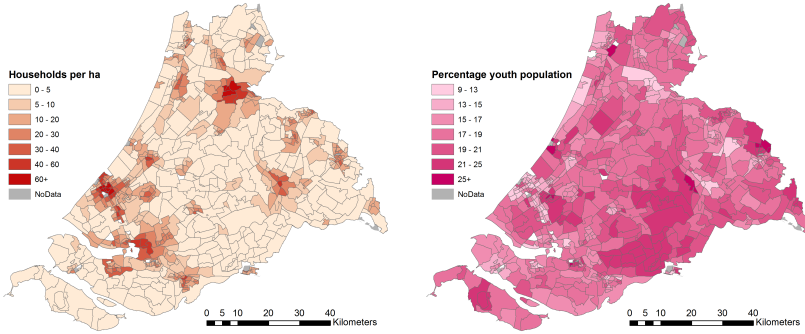 Households per ha
0 - 5
5 - 10
10 - 20
20 - 30
30 - 40
40 - 60
60+
NoData
0 5 10 20 30 40
Kilometers
Percentage youth population
9 - 13
13 - 15
15 - 17
17 - 19
19 - 21
21 - 25
25+
NoData
0 5 10 20 30 40
Kilometers